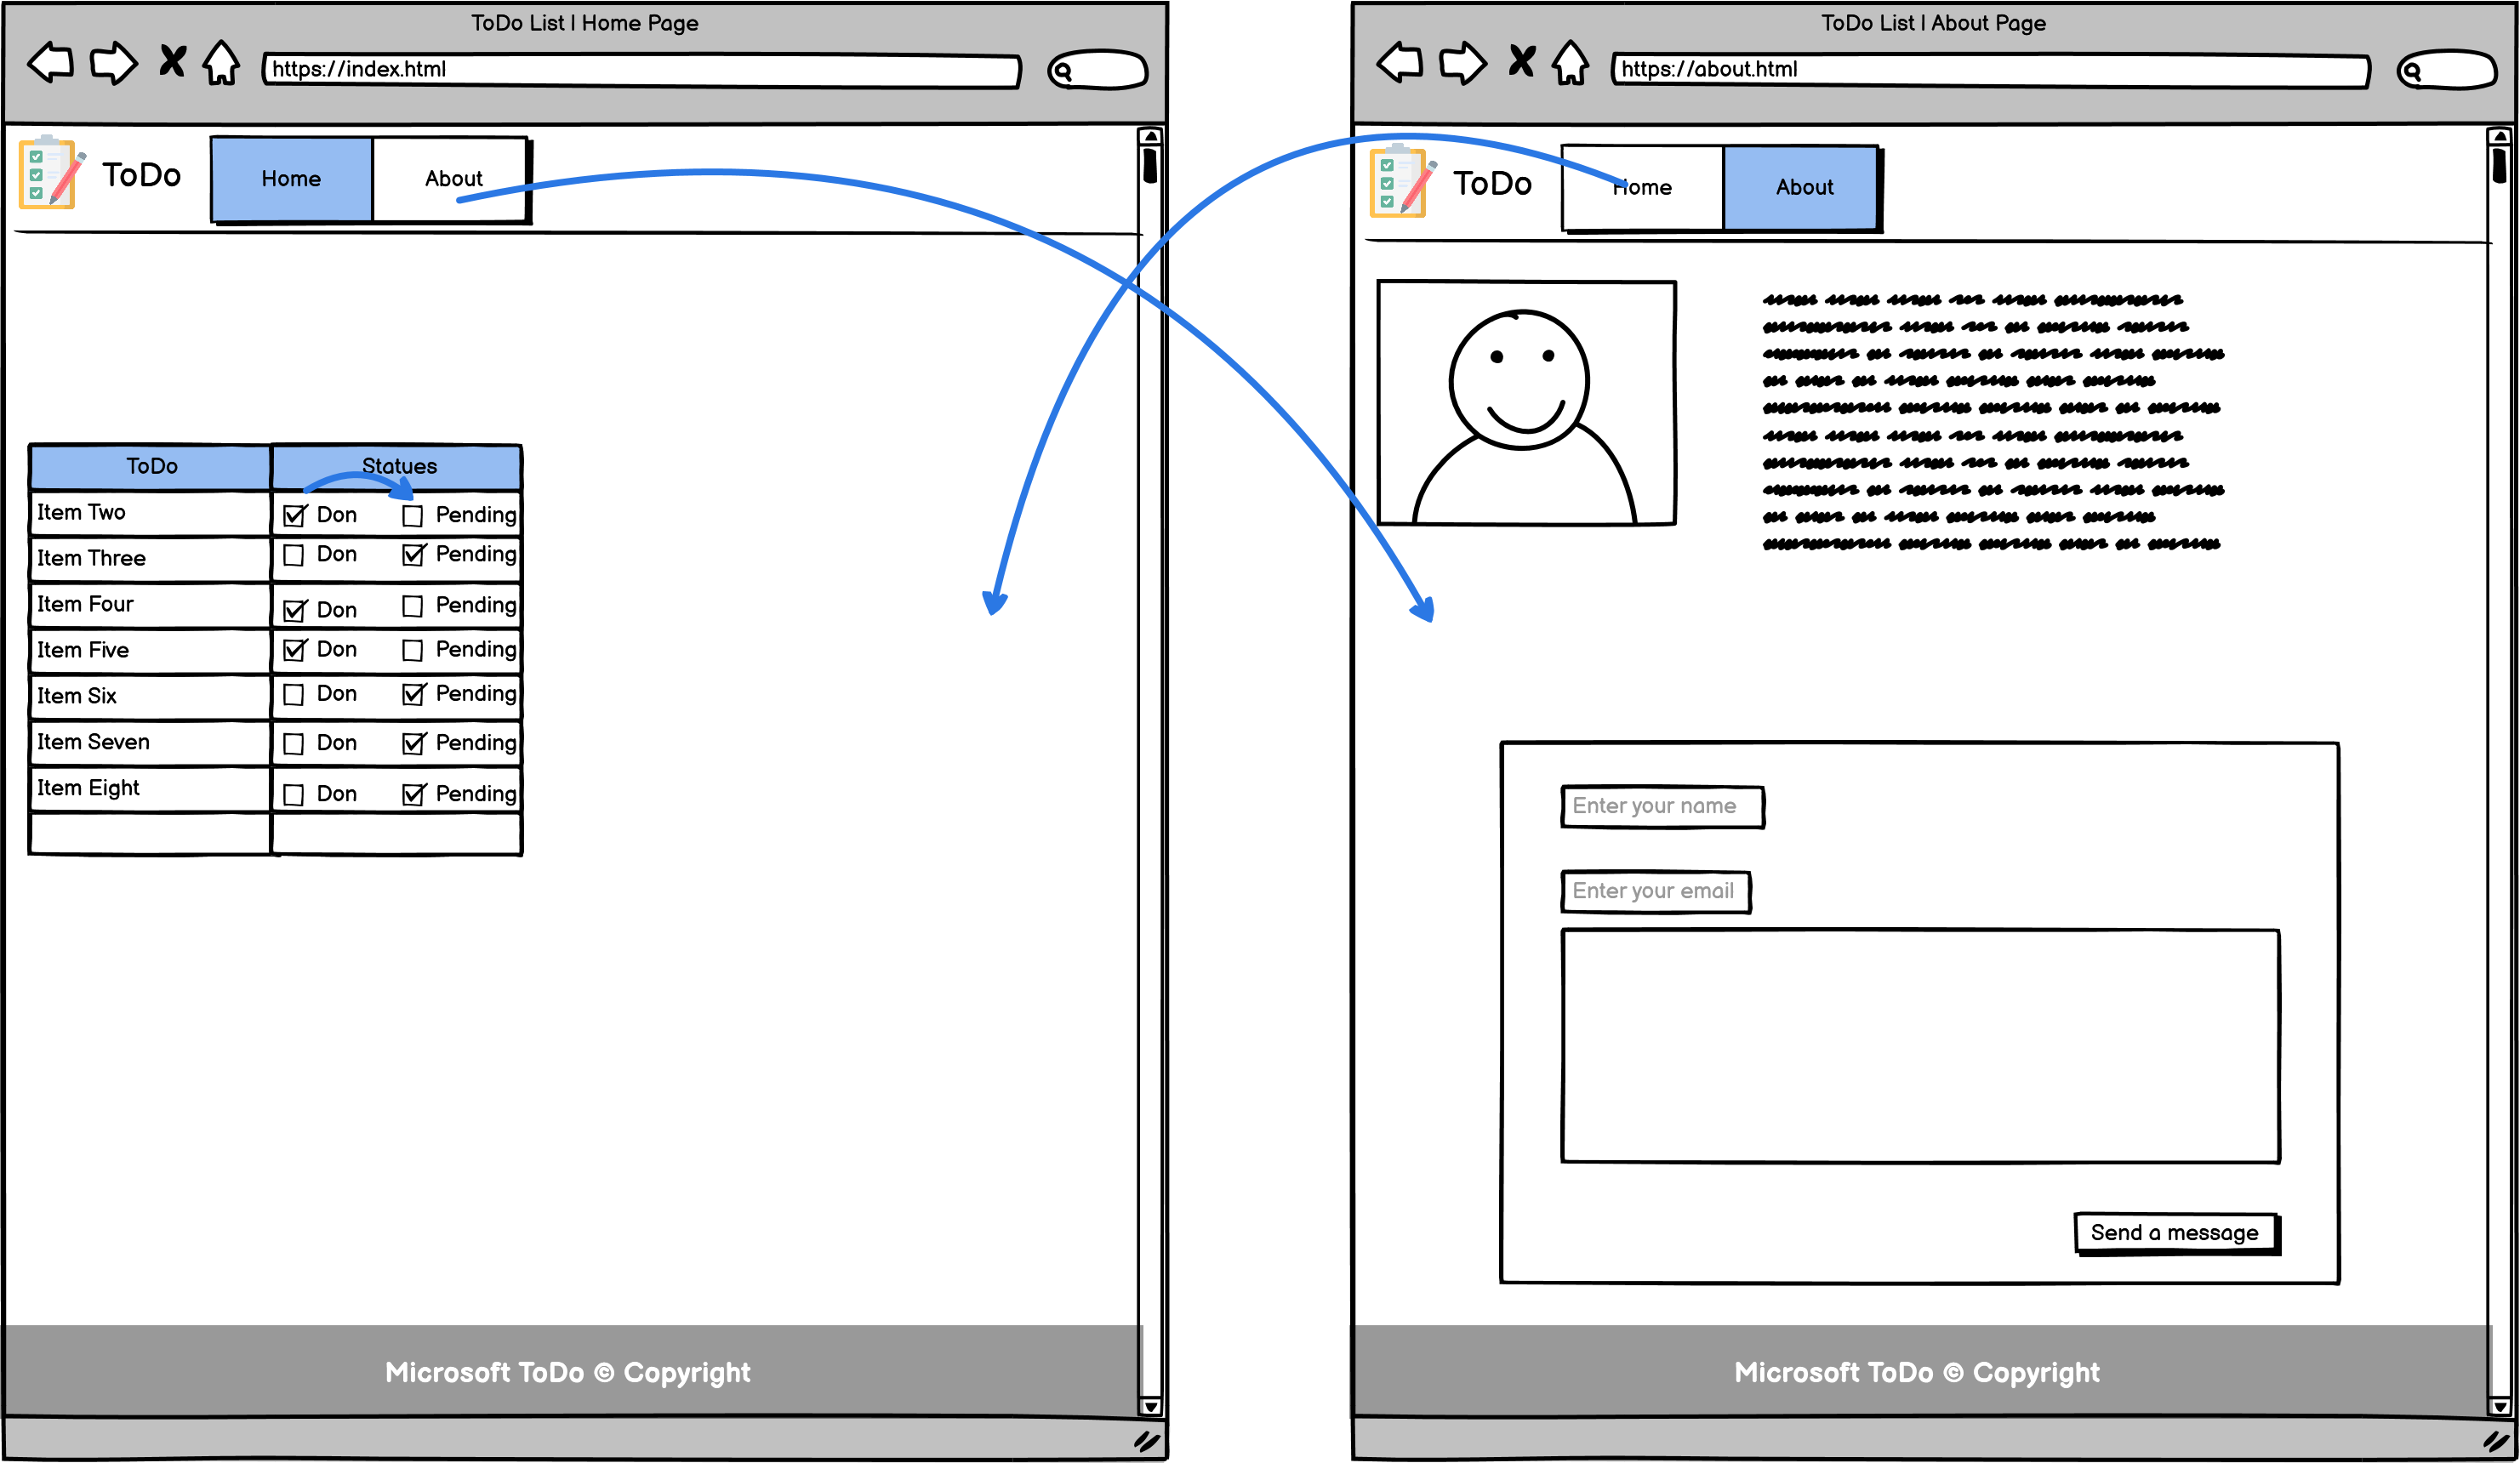 ToDo List | Home Page
https://index.html
ToDo
Home
About
ToDo
Statues
Item Two
Don
Pending
Item Three
Don
Pending
Item Four
Don
Pending
Item Five
Don
Pending
Item Six
Don
Pending
Item Seven
Don
Pending
Item Eight
Don
Pending
Microsoft ToDo © Copyright
ToDo List | About Page
https://about.html
ToDo
Home
About
Enter your name
Enter your email
Send a message
Microsoft ToDo © Copyright